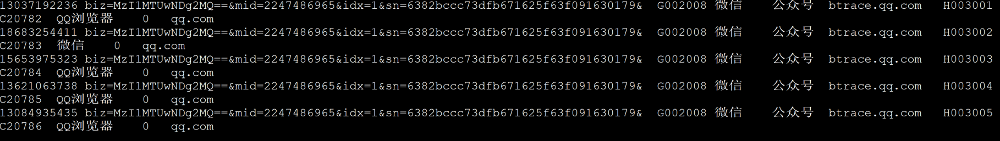 13037192236 biz=MzI1MTUwNDg2MQ==&mid=2247486965&idx=1&sn=6382bccc73dfb671625f63f091630179& G002008 微信 公众号 btrace.qq.com H003001
C20782 QQ浏览器 0 qq.com
18683254411 biz=MzI1MTUwNDg2MQ==&mid=2247486965&idx=1&sn=6382bccc73dfb671625f63f091630179& G002008 微信 公众号 btrace.qq.com H003002
C20783 微信 0 qq.com
15653975323 biz=MzI1MTUwNDg2MQ==&mid=2247486965&idx=1&sn=6382bccc73dfb671625f63f091630179& G002008 微信 公众号 btrace.qq.com H003003
C20784 QQ浏览器 0 qq.com
13621063738 biz=MzI1MTUwNDg2MQ==&mid=2247486965&idx=1&sn=6382bccc73dfb671625f63f091630179& G002008 微信 公众号 btrace.qq.com H003004
C20785 QQ浏览器 0 qq.com
13084935435 biz=MzI1MTUwNDg2MQ==&mid=2247486965&idx=1&sn=6382bccc73dfb671625f63f091630179& G002008 微信 公众号 btrace.qq.com H003005
C20786 QQ浏览器 0 qq.com